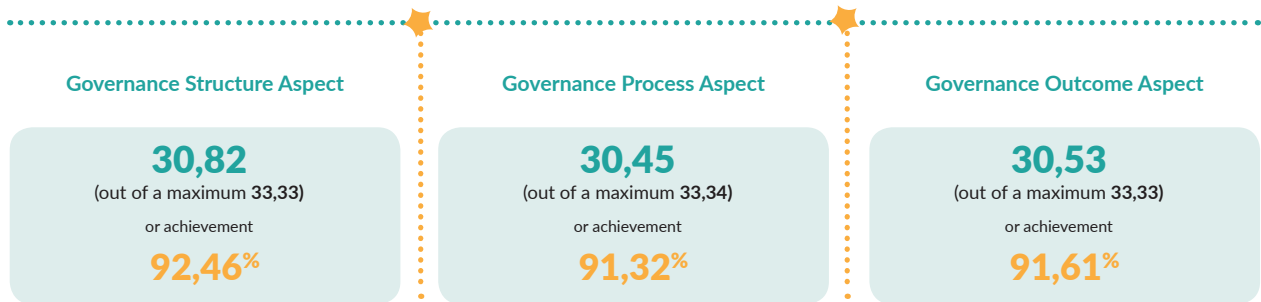 Governance Structure Aspect
30,82
(out of a maximum 33,33)
or achievement
92,46%
Governance Process Aspect
30,45
(out of a maximum 33,34)
or achievement
91,32%
Governance Outcome Aspect
30,53
(out of a maximum 33,33)
or achievement
91,61%